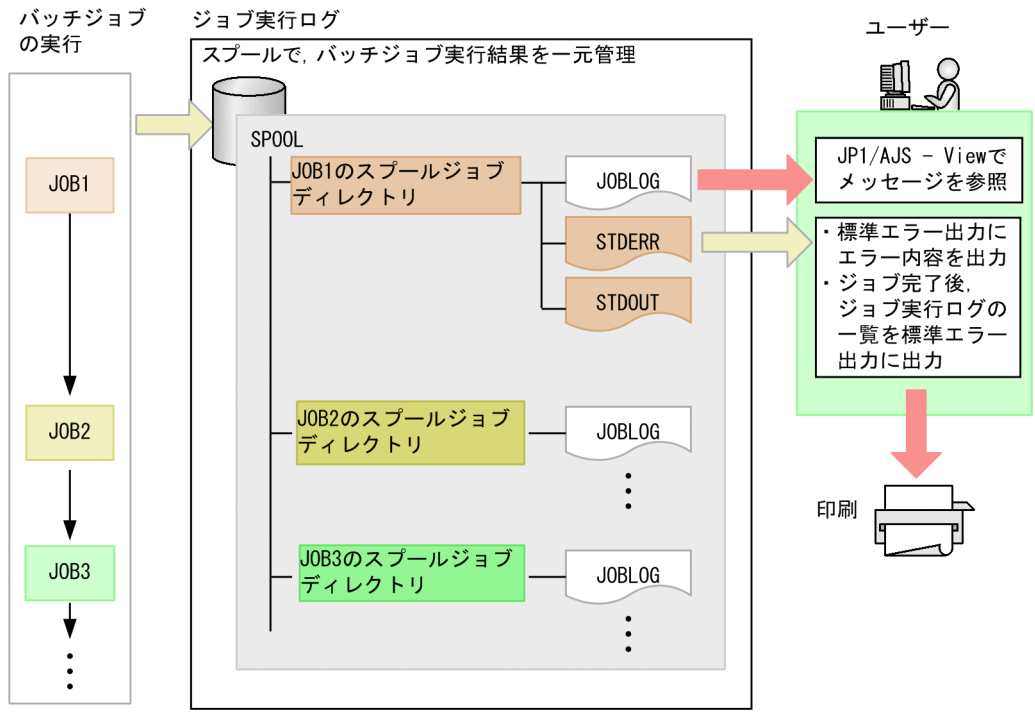 バッチジョブ
の実行
JOB1
JOB2
JOB3
ジョブ実行ログ
スプールで,バッチジョブ実行結果を一元管理
SPOOL
JOB1のスプールジョブ
ディレクトリ
JOBLOG
STDERR
STDOUT
JOB2のスプールジョブ
ディレクトリ
JOBLOG
JOB3のスプールジョブ
ディレクトリ
JOBLOG
ユーザー
JP1/AJS - Viewで
メッセージを参照
・標準エラー出力に
エラー内容を出力
・ジョブ完了後,
ジョブ実行ログの
一覧を標準エラー
出力に出力
印刷